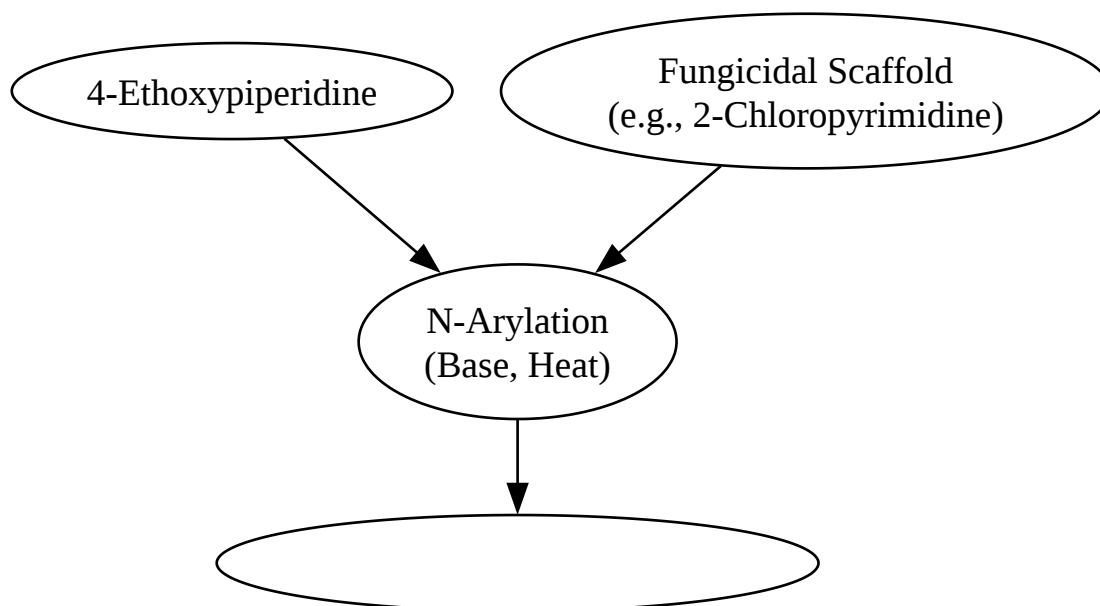 4-Ethoxypiperidine
Fungicidal Scaffold
(e.g., 2-Chloropyrimidine)
N-Arylation
(Base, Heat)